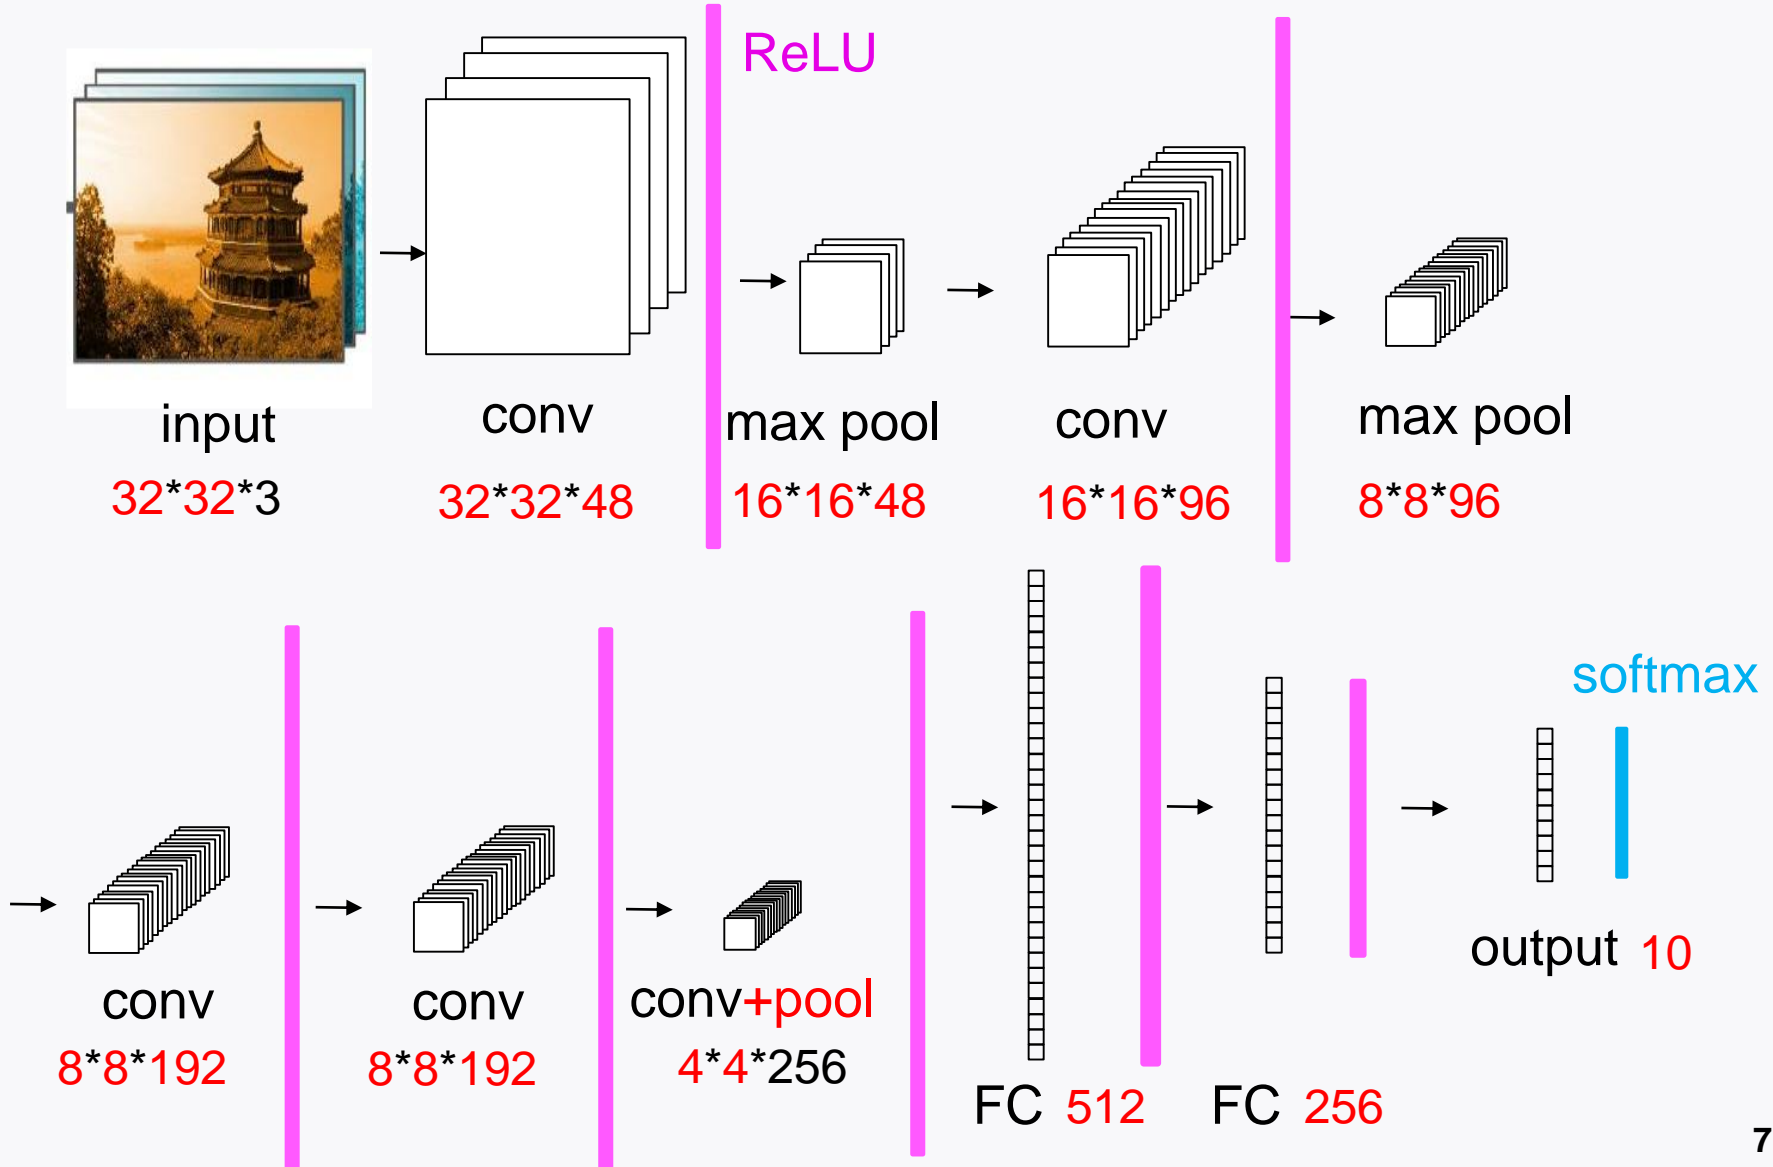 ReLU
input
conv
max pool
conv
max pool
32*32*3
32*32*48
16*16*48
16*16*96
8*8*96
softmax
conv
conv
conv+pool
output 10
8*8*192
8*8*192
4*4*256
FC 512
FC 256
7